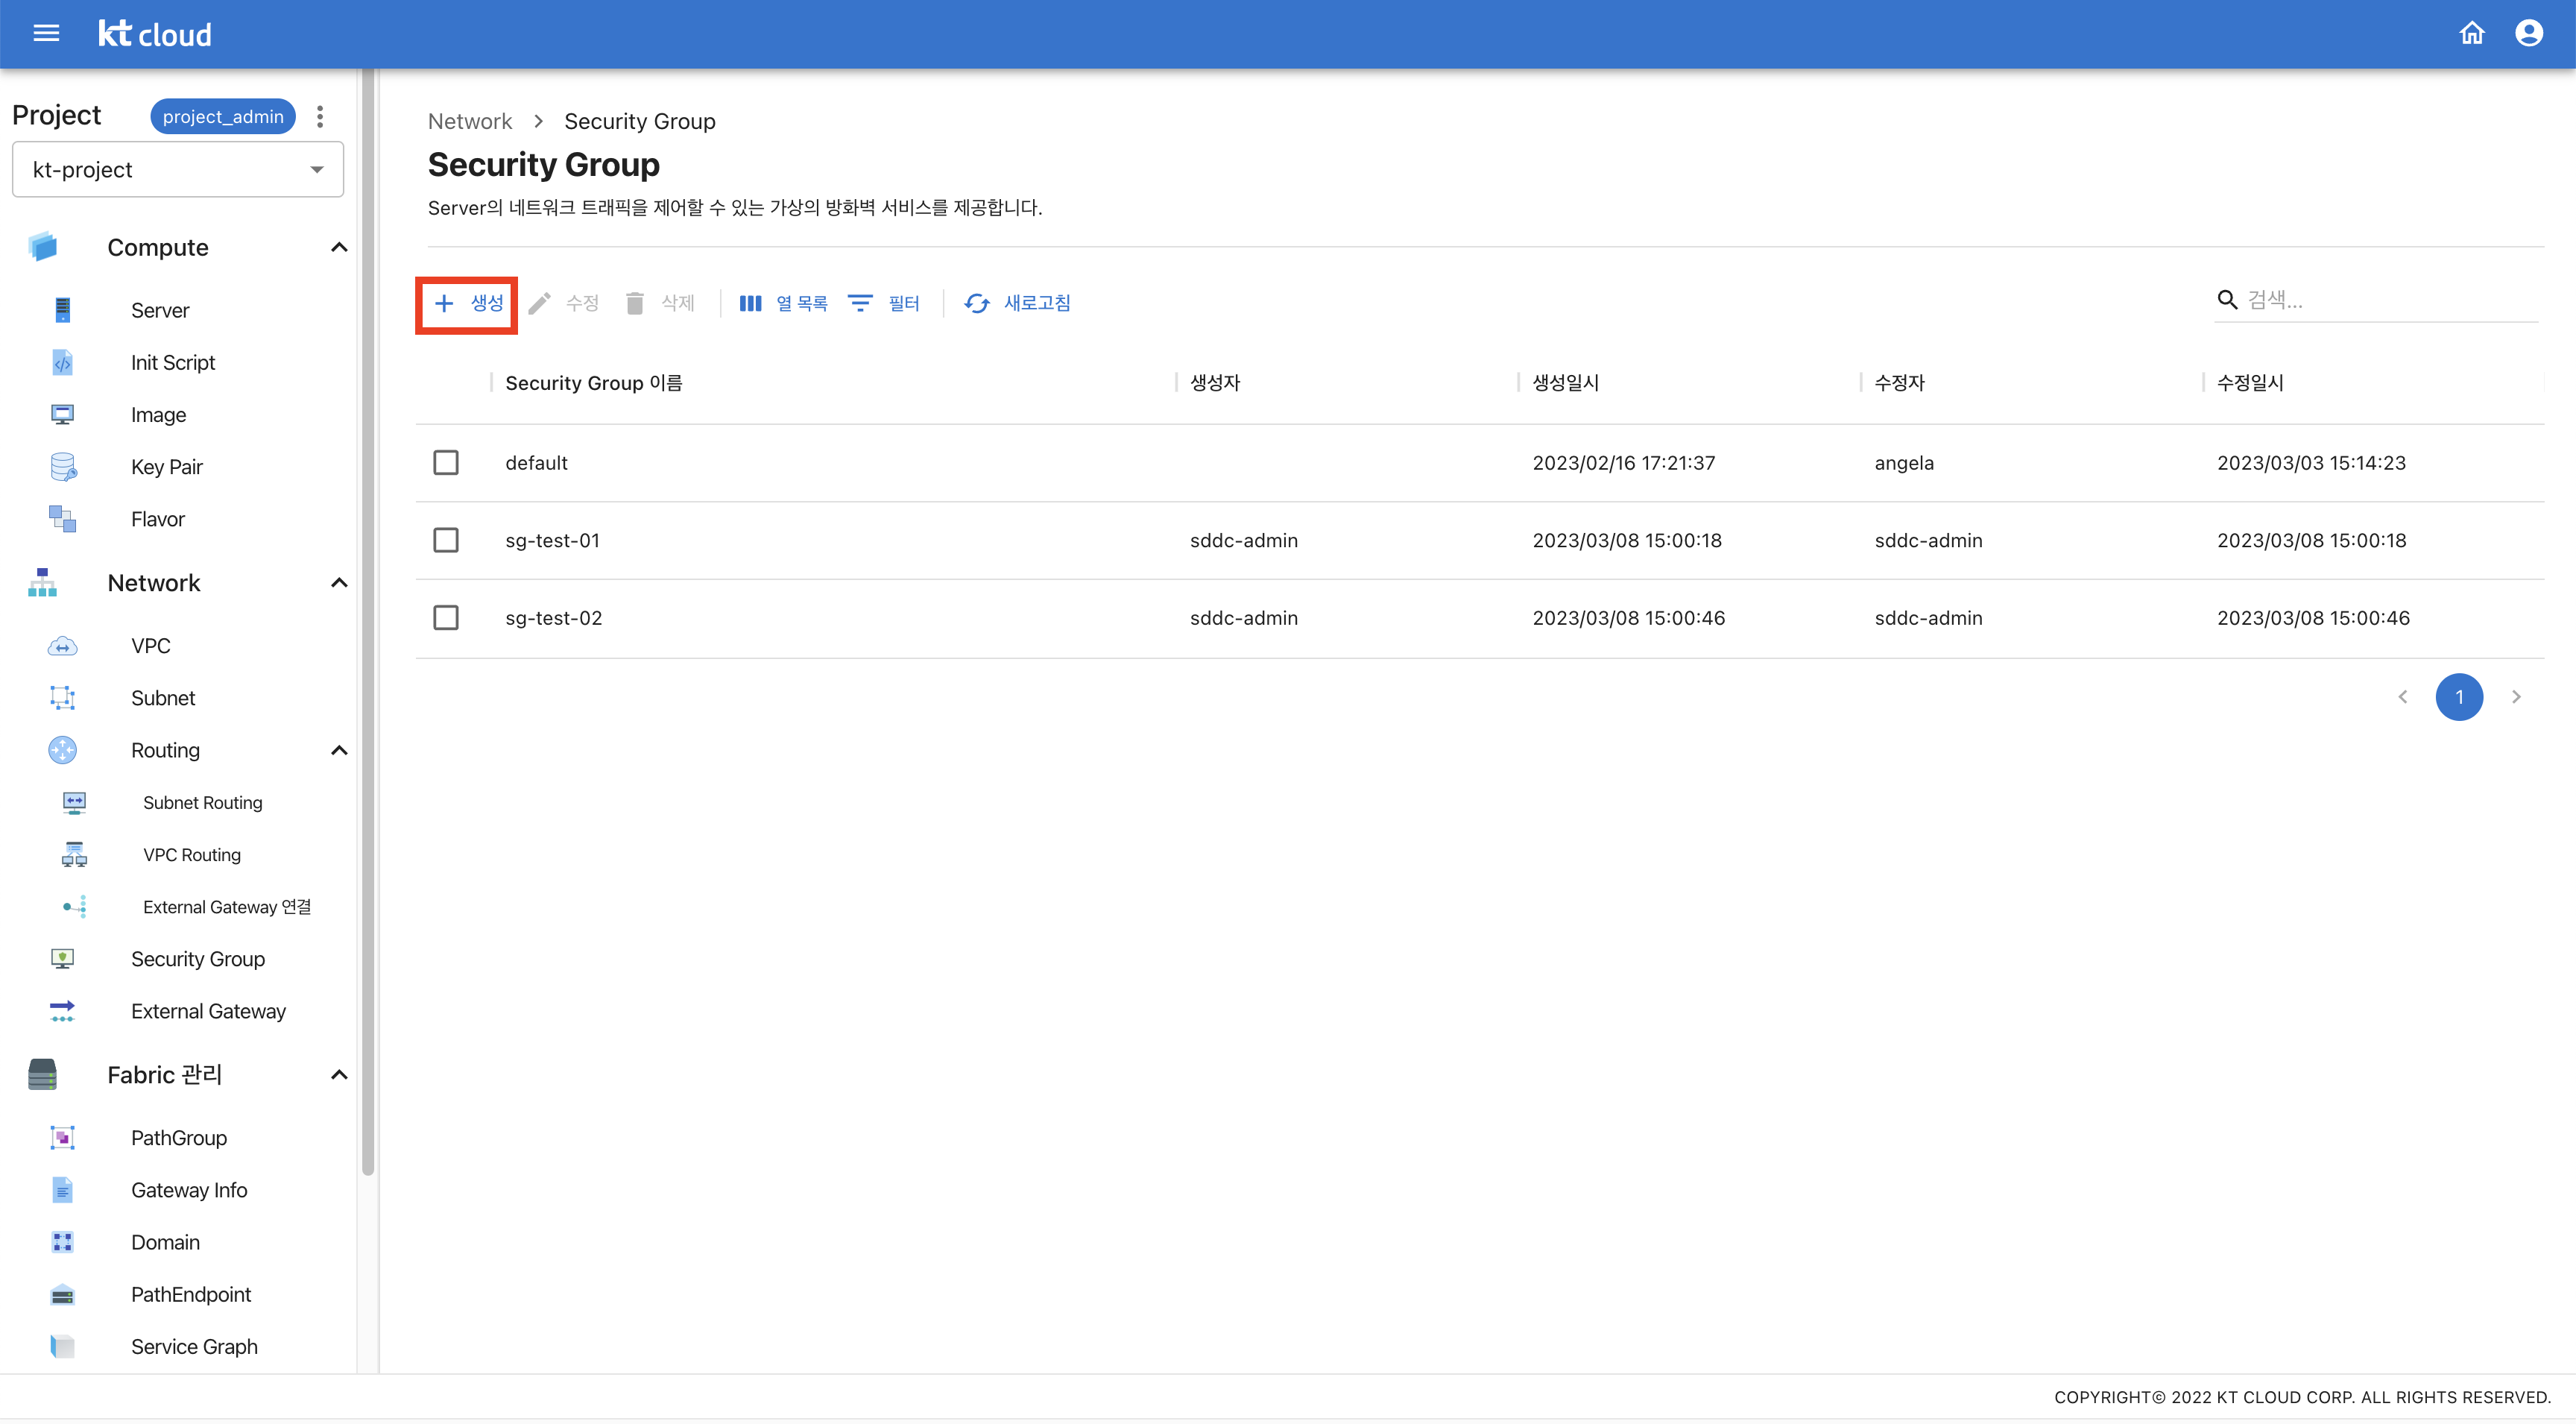 kt cloud
Project
project_admin
kt-project
Compute
Server
Init Script
Image
Key Pair
Flavor
Network
VPC
Subnet
Routing
Subnet Routing
VPC Routing
External Gateway 연결
Security Group
External Gateway
Fabric 관리
PathGroup
Gateway Info
Domain
PathEndpoint
Service Graph
Network > Security Group
Security Group
Server의 네트워크 트래픽을 제어할 수 있는 가상의 방화벽 서비스를 제공합니다.
+ 생성 수정 삭제 열 목록 필터 새로고침 검색...
Security Group 이름 생성자 생성일시 수정자 수정일시
default 2023/02/16 17:21:37 angela 2023/03/03 15:14:23
sg-test-01 sddc-admin 2023/03/08 15:00:18 sddc-admin 2023/03/08 15:00:18
sg-test-02 sddc-admin 2023/03/08 15:00:46 sddc-admin 2023/03/08 15:00:46
< 1 >
COPYRIGHT© 2022 KT CLOUD CORP. ALL RIGHTS RESERVED.